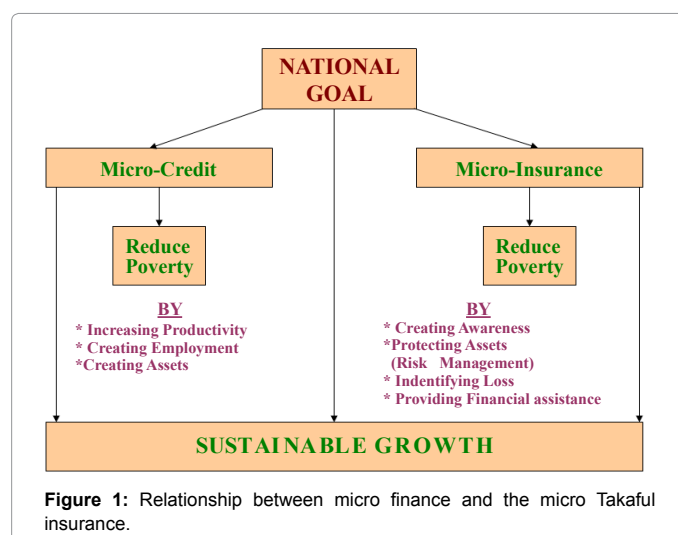 NATIONAL
GOAL
Micro-Credit
Micro-Insurance
Reduce
Poverty
Reduce
Poverty
BY
* Increasing Productivity
* Creating Employment
*Creating Assets
BY
* Creating Awareness
*Protecting Assets
(Risk Management)
* Indentifying Loss
* Providing Financial assistance
SUSTAINABLE GROWTH
Figure 1: Relationship between micro finance and the micro Takaful
insurance.